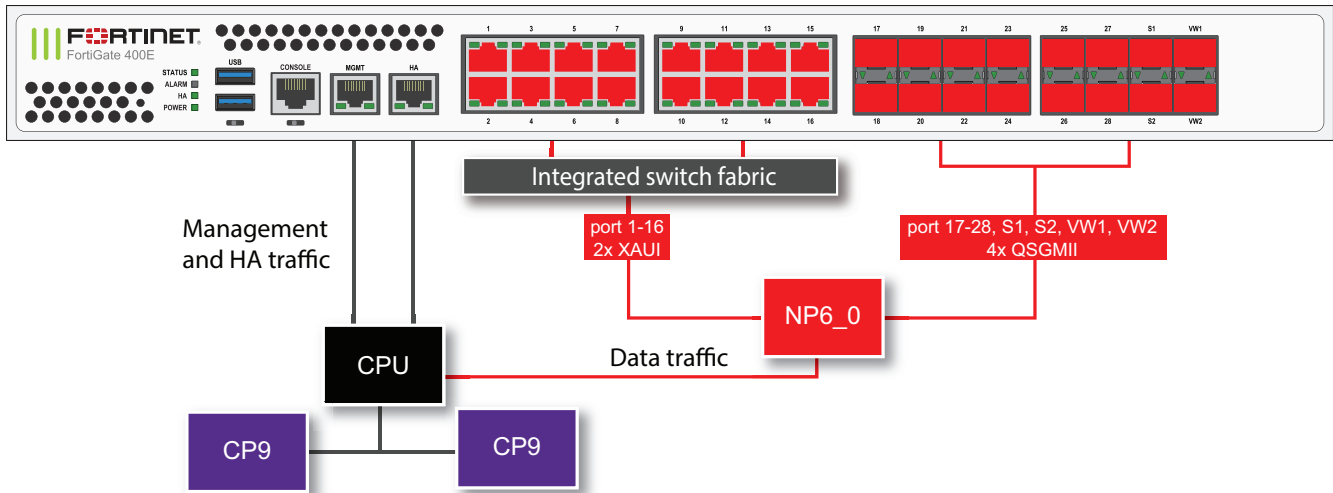 FORTINET
FortiGate 400E
STATUS
ALARM
HA
POWER
USB
CONSOLE
MGMT
HA
1 3 5 7
2 4 6 8
9 11 13 15
10 12 14 16
17 19 21 23
18 20 22 24
25 27 S1 VW1
26 28 S2 VW2
Integrated switch fabric
Management
and HA traffic
port 1-16
2x XAUI
port 17-28, S1, S2, VW1, VW2
4x QSGMII
NP6_0
Data traffic
CPU
CP9
CP9